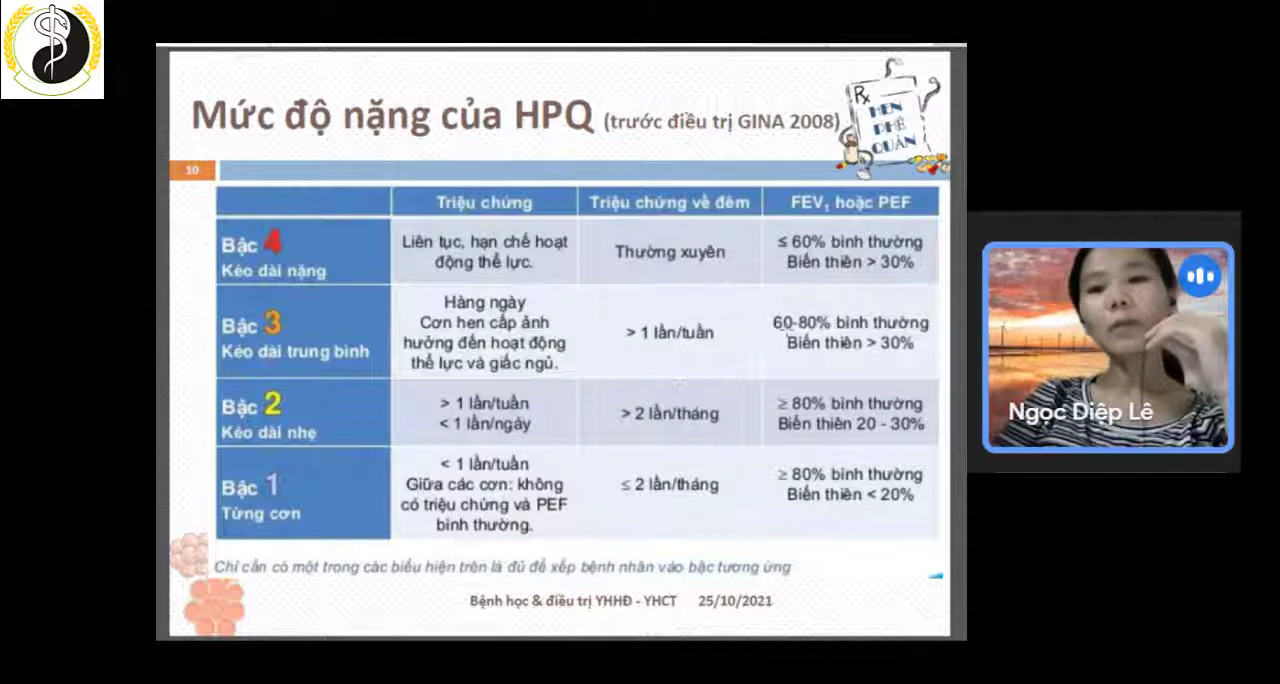 Mức độ nặng của HPQ (trước điều trị GINA 2008)
Rx
HEN
PHẾ
QUẢN
10
Triệu chứng
Triệu chứng về đêm
FEV₁ hoặc PEF
Bậc 4
Kéo dài nặng
Liên tục, hạn chế hoạt
động thể lực.
Thường xuyên
≤ 60% bình thường
Biến thiên > 30%
Bậc 3
Kéo dài trung bình
Hàng ngày
Cơn hen cấp ảnh
hưởng đến hoạt động
thể lực và giấc ngủ.
> 1 lần/tuần
60-80% bình thường
Biến thiên > 30%
Bậc 2
Kéo dài nhẹ
> 1 lần/tuần
< 1 lần/ngày
> 2 lần/tháng
≥ 80% bình thường
Biến thiên 20 - 30%
Bậc 1
Từng cơn
< 1 lần/tuần
Giữa các cơn: không
có triệu chứng và PEF
bình thường.
≤ 2 lần/tháng
≥ 80% bình thường
Biến thiên < 20%
Chỉ cần có một trong các biểu hiện trên là đủ để xếp bệnh nhân vào bậc tương ứng
Bệnh học & điều trị YHHĐ - YHCT 25/10/2021
Ngọc Diệp Lê